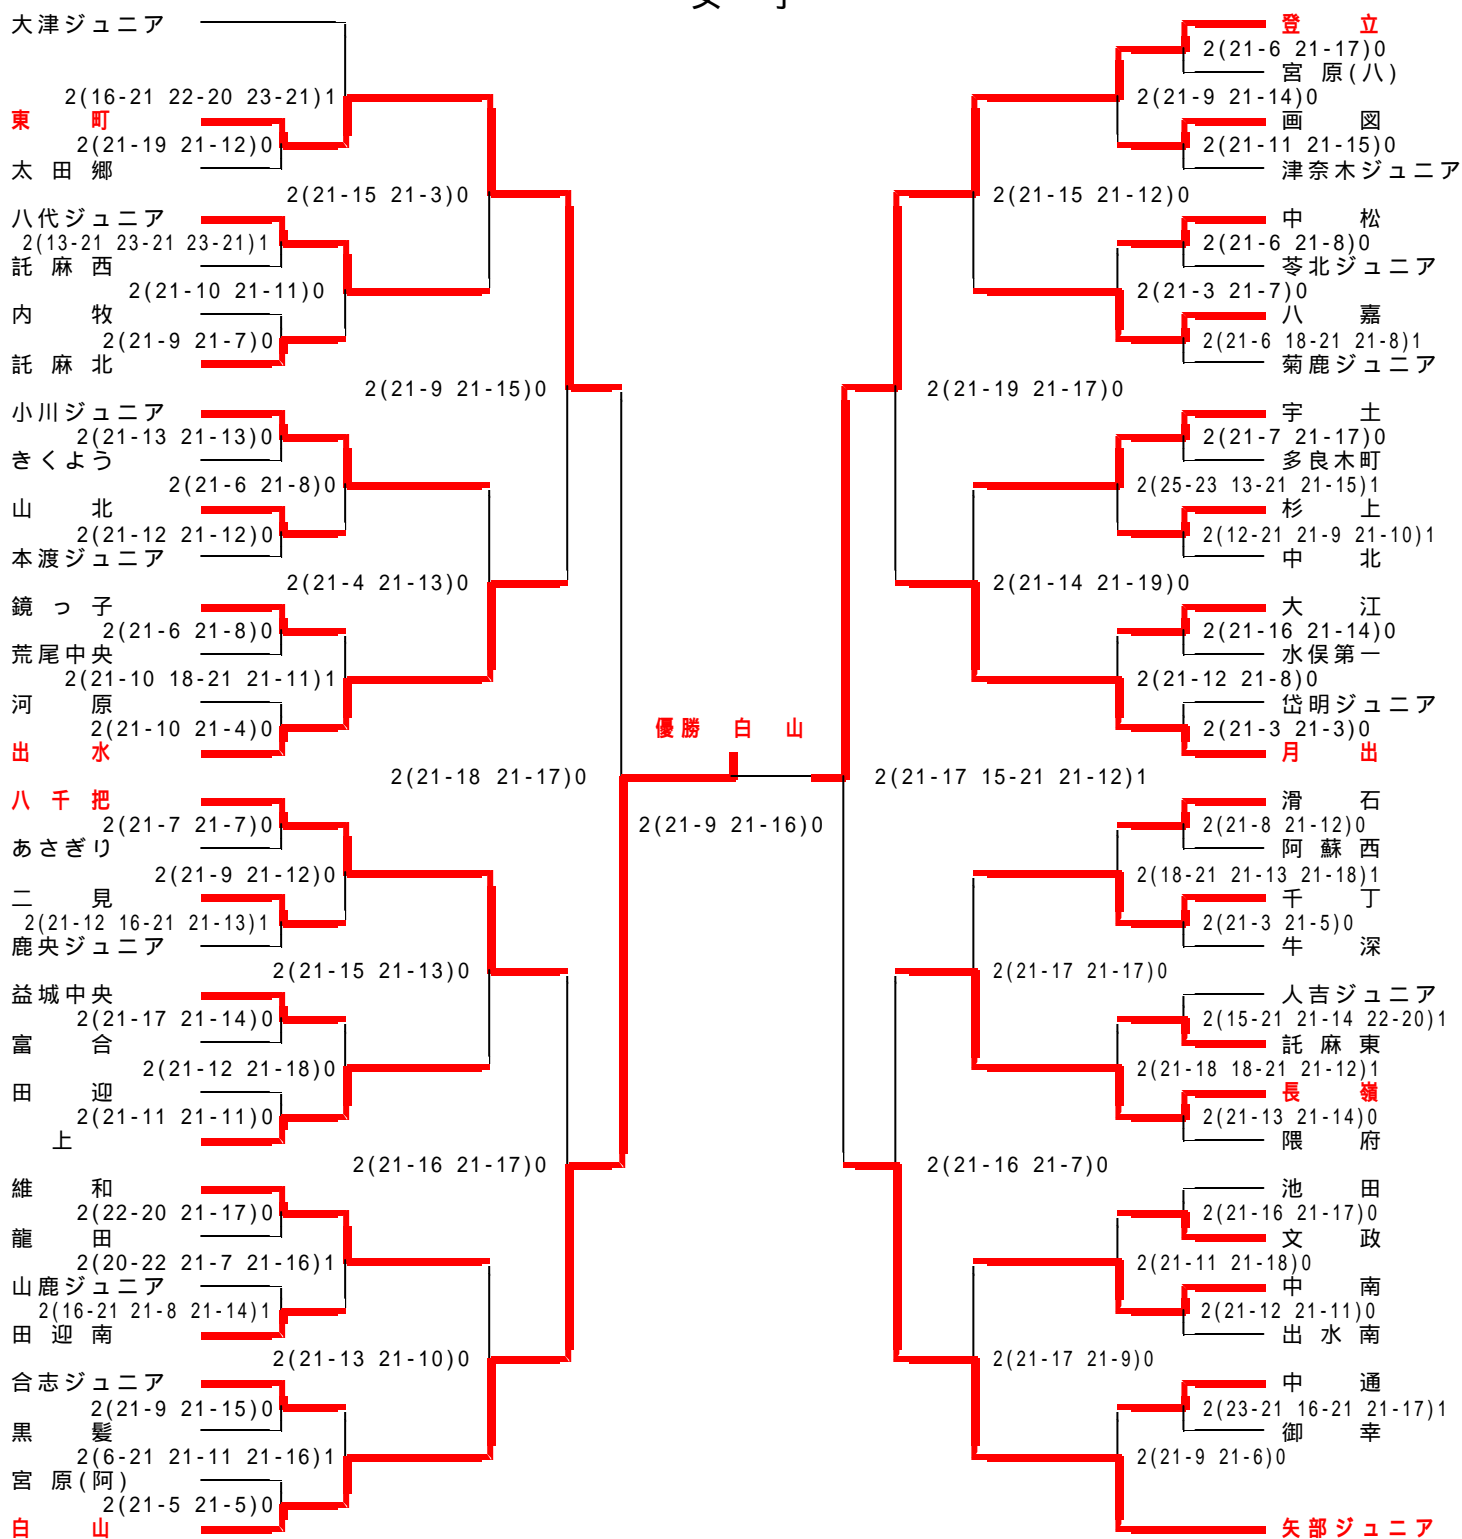 大津ジュニア
2(16-21 22-20 23-21)1
東町
2(21-19 21-12)0
太田郷
2(21-15 21-3)0
八代ジュニア
2(13-21 23-21 23-21)1
託麻西
2(21-10 21-11)0
内牧
2(21-9 21-7)0
託麻北
2(21-9 21-15)0
小川ジュニア
2(21-13 21-13)0
きくよう
2(21-6 21-8)0
山北
2(21-12 21-12)0
本渡ジュニア
2(21-4 21-13)0
鏡っ子
2(21-6 21-8)0
荒尾中央
2(21-10 18-21 21-11)1
河原
2(21-10 21-4)0
出水
2(21-18 21-17)0
八千把
2(21-7 21-7)0
あさぎり
2(21-9 21-12)0
二見
2(21-12 16-21 21-13)1
鹿央ジュニア
2(21-15 21-13)0
益城中央
2(21-17 21-14)0
富合
2(21-12 21-18)0
田迎
2(21-11 21-11)0
上
2(21-16 21-17)0
維和
2(22-20 21-17)0
龍田
2(20-22 21-7 21-16)1
山鹿ジュニア
2(16-21 21-8 21-14)1
田迎南
2(21-13 21-10)0
合志ジュニア
2(21-9 21-15)0
黒髪
2(6-21 21-11 21-16)1
宮原(阿)
2(21-5 21-5)0
白山
優勝 白山
2(21-9 21-16)0
登立
2(21-6 21-17)0
宮原(八)
2(21-9 21-14)0
画図
2(21-11 21-15)0
津奈木ジュニア
2(21-15 21-12)0
中松
2(21-6 21-8)0
苓北ジュニア
2(21-3 21-7)0
八嘉
2(21-6 18-21 21-8)1
菊鹿ジュニア
2(21-19 21-17)0
宇土
2(21-7 21-17)0
多良木町
2(25-23 13-21 21-15)1
杉上
2(12-21 21-9 21-10)1
中北
2(21-14 21-19)0
大江
2(21-16 21-14)0
水俣第一
2(21-12 21-8)0
岱明ジュニア
2(21-3 21-3)0
月出
2(21-17 15-21 21-12)1
滑石
2(21-8 21-12)0
阿蘇西
2(18-21 21-13 21-18)1
千丁
2(21-3 21-5)0
牛深
2(21-17 21-17)0
人吉ジュニア
2(15-21 21-14 22-20)1
託麻東
2(21-18 18-21 21-12)1
長嶺
2(21-13 21-14)0
隈府
2(21-16 21-7)0
池田
2(21-16 21-17)0
文政
2(21-11 21-18)0
中南
2(21-12 21-11)0
出水南
2(21-17 21-9)0
中通
2(23-21 16-21 21-17)1
御幸
2(21-9 21-6)0
矢部ジュニア